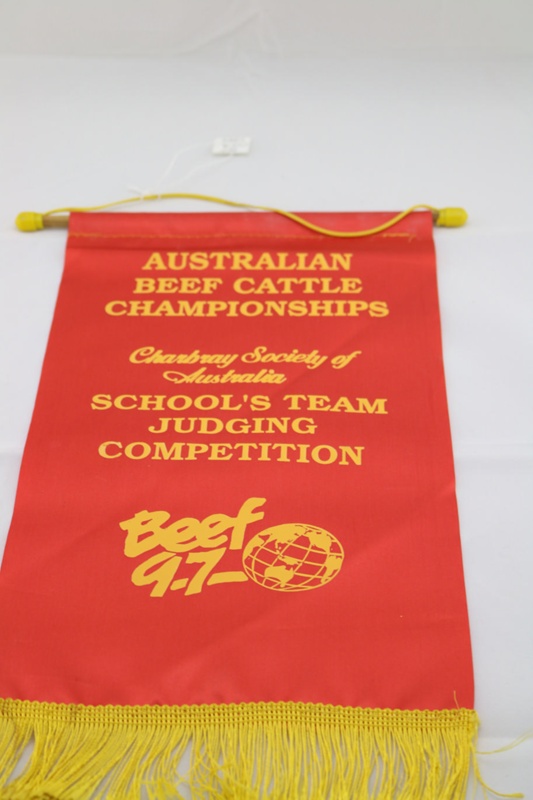 AUSTRALIAN
BEEF CATTLE
CHAMPIONSHIPS
Charbray Society of
Australia
SCHOOL'S TEAM
JUDGING
COMPETITION
Beef
97